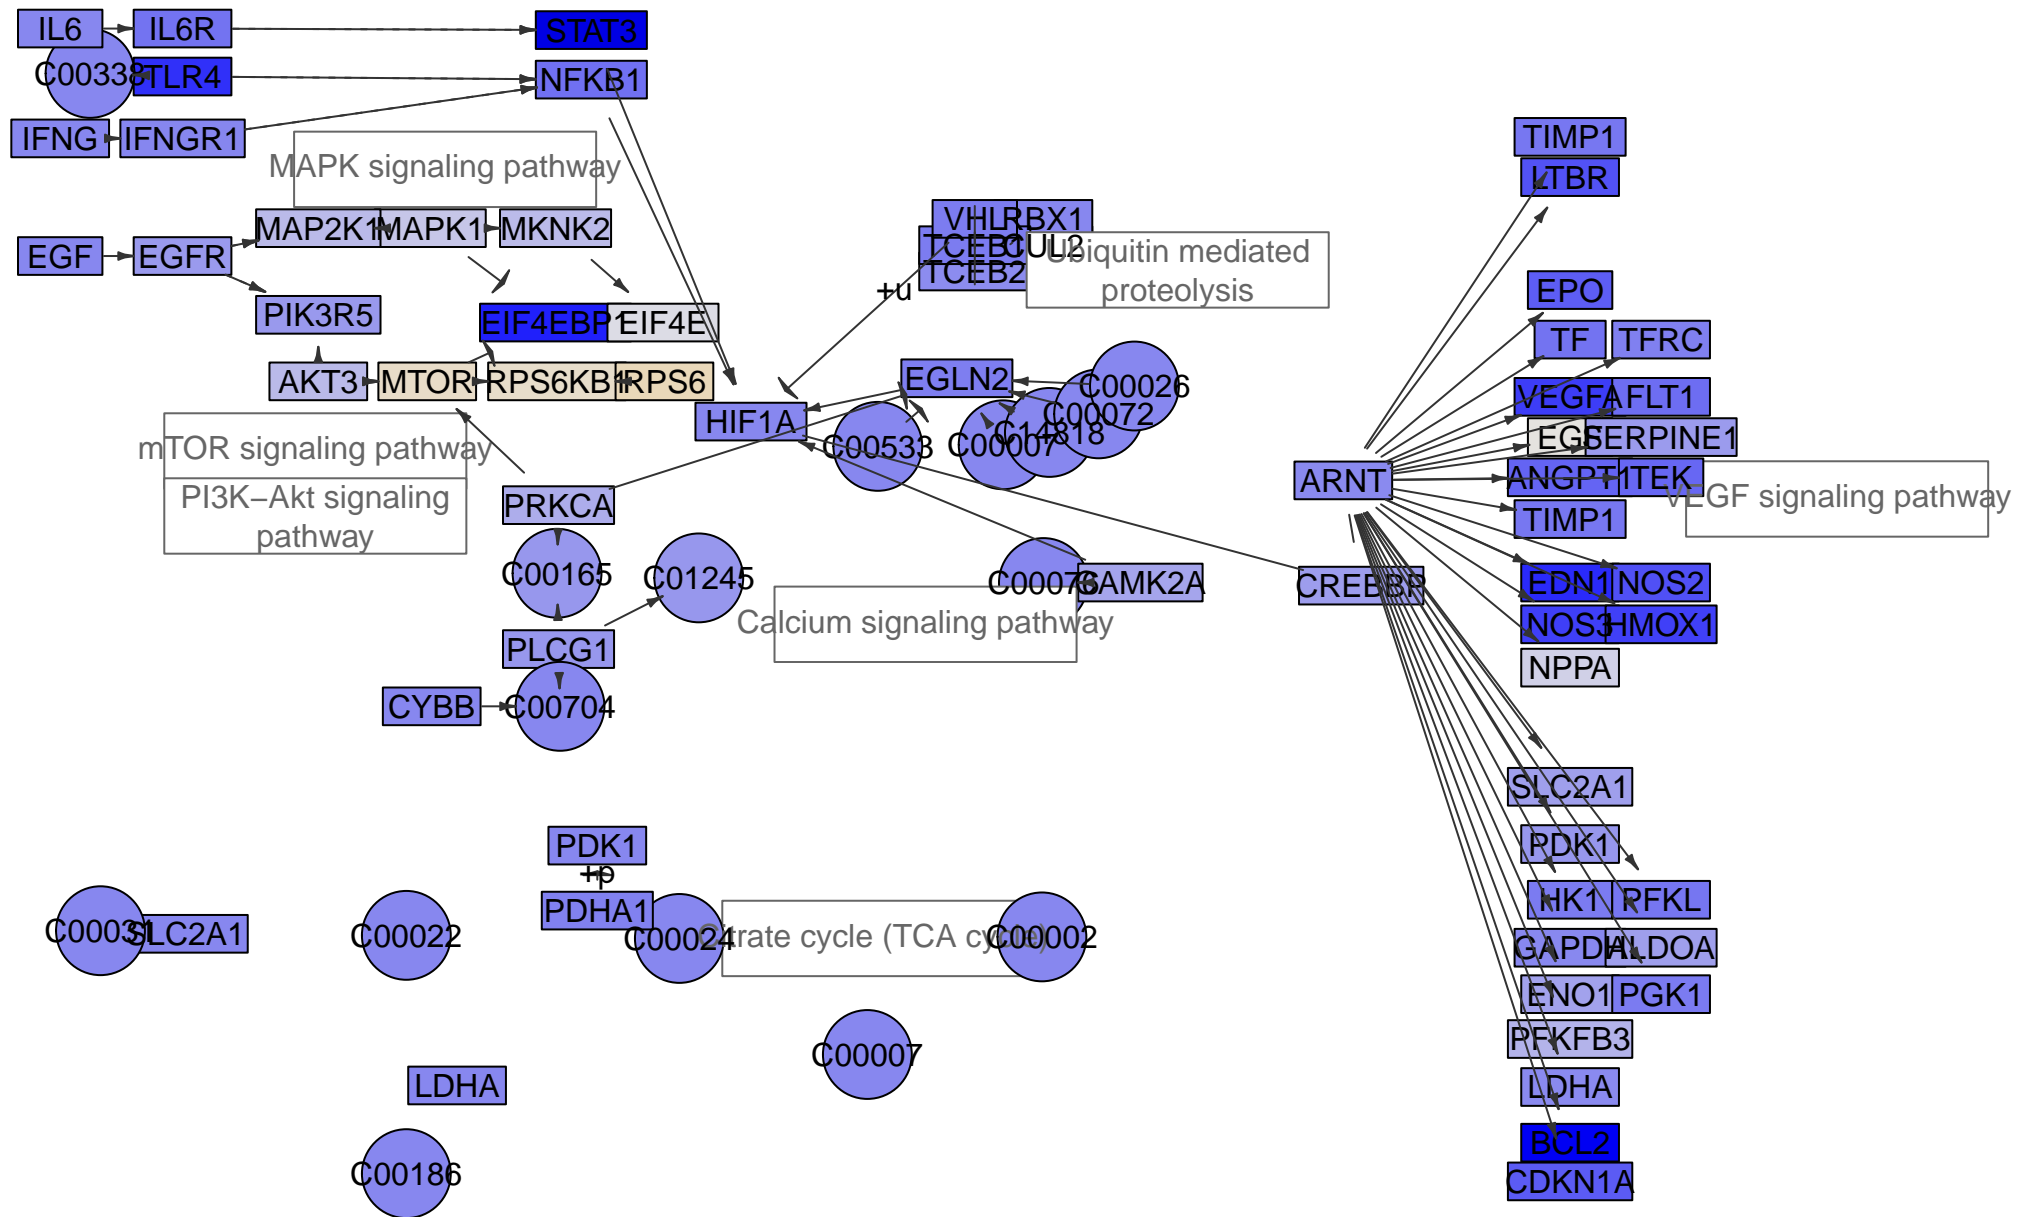 IL6
IL6R
STAT3
C00338
TLR4
NFKB1
IFNG
IFNGR1
TIMP1
MAPK signaling pathway
LTBR
MAP2K1
MAPK1
MKNK2
VHL
RBX1
EGF
EGFR
TCEB1
CUL2
Ubiquitin mediated
proteolysis
TCEB2
+u
EPO
PIK3R5
EIF4EBP1
EIF4E
TF
TFRC
AKT3
MTOR
RPS6KB1
RPS6
EGLN2
C00026
HIF1A
C00072
VEGFA
FLT1
C00533
C00007
C14818
SERPINE1
mTOR signaling pathway
PI3K−Akt signaling
pathway
ARNT
ANGPT1
TEK
VEGF signaling pathway
PRKCA
TIMP1
C00165
C01245
C00076
CAMK2A
CREBBP
EDN1
NOS2
Calcium signaling pathway
NOS3
HMOX1
PLCG1
NPPA
CYBB
C00704
SLC2A1
PDK1
+p
PDK1
HK1
PFKL
PDHA1
C00031
SLC2A1
C00022
C00024
Citrate cycle (TCA cycle)
C00002
GAPDH
ALDOA
ENO1
PGK1
PFKFB3
C00007
LDHA
LDHA
BCL2
C00186
CDKN1A